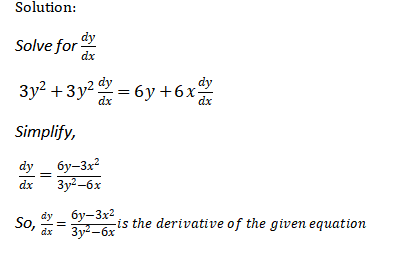 Solution:
Solve for dy/dx
3y² + 3y² dy/dx = 6y + 6x dy/dx
Simplify,
dy/dx = 6y−3x²/3y²−6x
So, dy/dx = 6y−3x²/3y²−6x is the derivative of the given equation